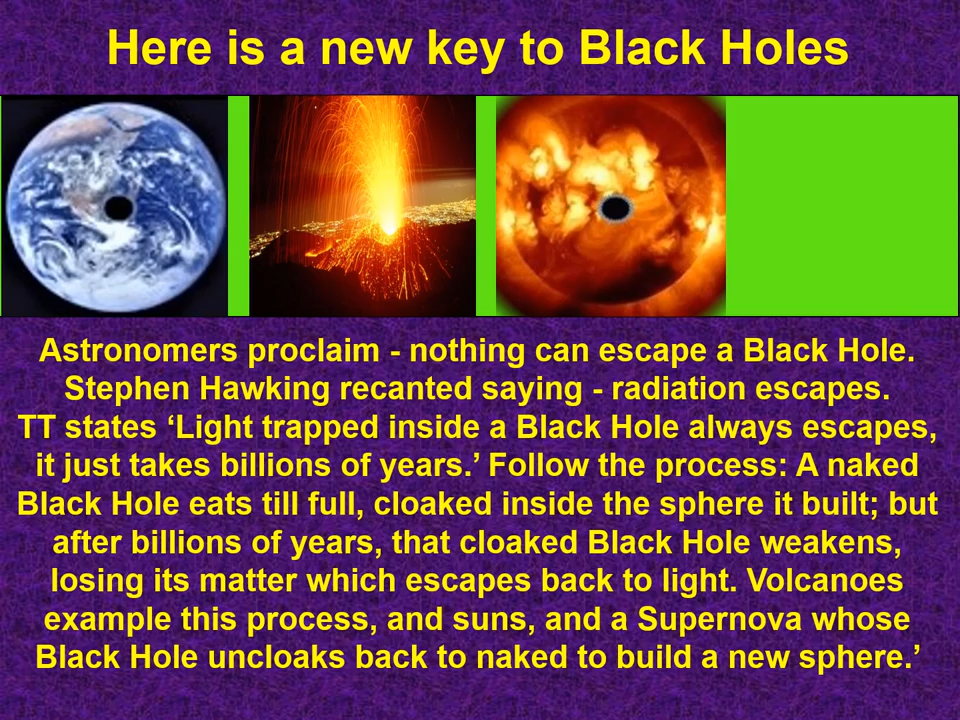 Here is a new key to Black Holes
Astronomers proclaim - nothing can escape a Black Hole.
Stephen Hawking recanted saying - radiation escapes.
TT states ‘Light trapped inside a Black Hole always escapes,
it just takes billions of years.’ Follow the process: A naked
Black Hole eats till full, cloaked inside the sphere it built; but
after billions of years, that cloaked Black Hole weakens,
losing its matter which escapes back to light. Volcanoes
example this process, and suns, and a Supernova whose
Black Hole uncloaks back to naked to build a new sphere.’